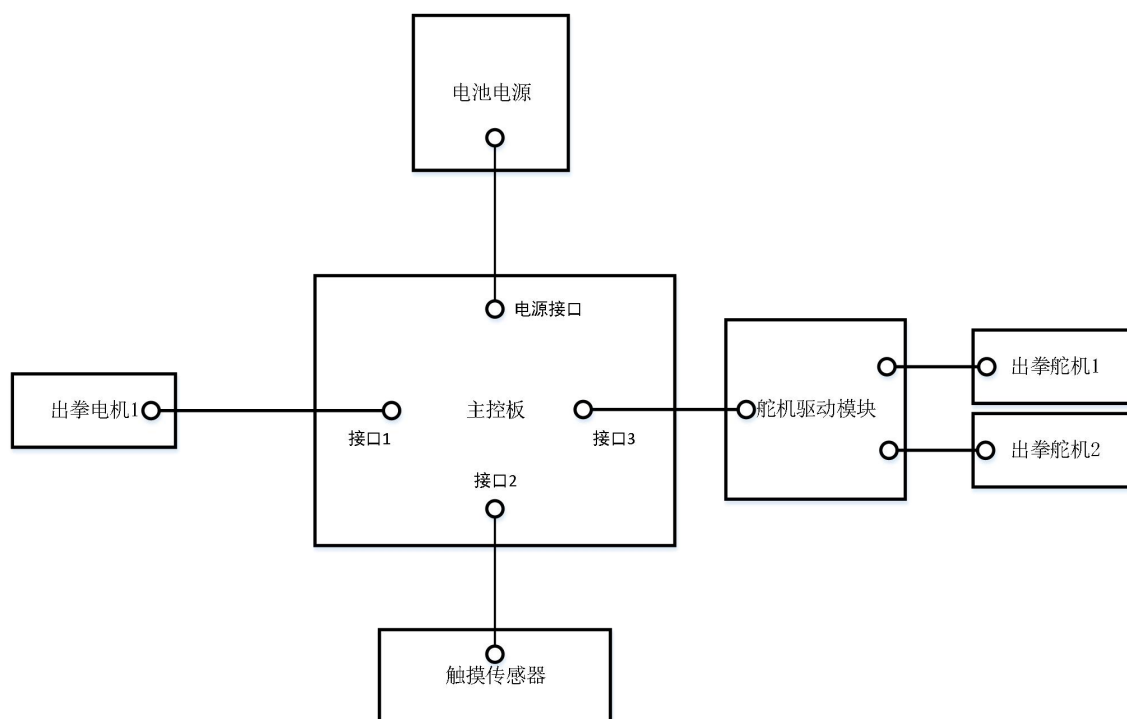 电池电源
电源接口
出拳电机1
接口1
主控板
接口3
舵机驱动模块
出拳舵机1
出拳舵机2
接口2
触摸传感器